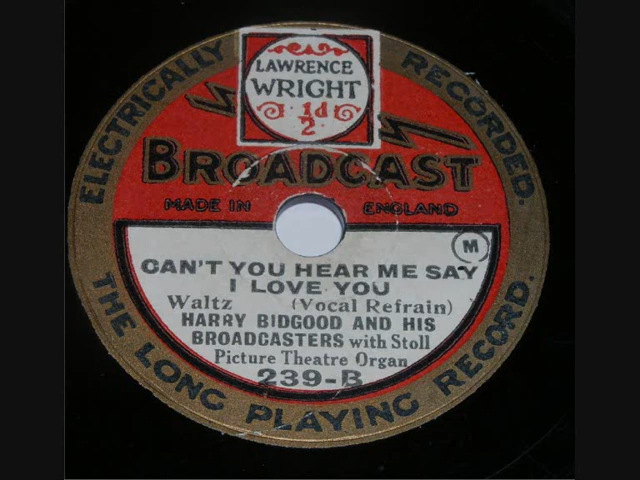 ELECTRICALLY RECORDED.
LAWRENCE
WRIGHT
½d
BROADCAST
MADE IN ENGLAND
M
CAN'T YOU HEAR ME SAY
I LOVE YOU
Waltz (Vocal Refrain)
HARRY BIDGOOD AND HIS
BROADCASTERS with Stoll
Picture Theatre Organ
239-B
THE LONG PLAYING RECORD.